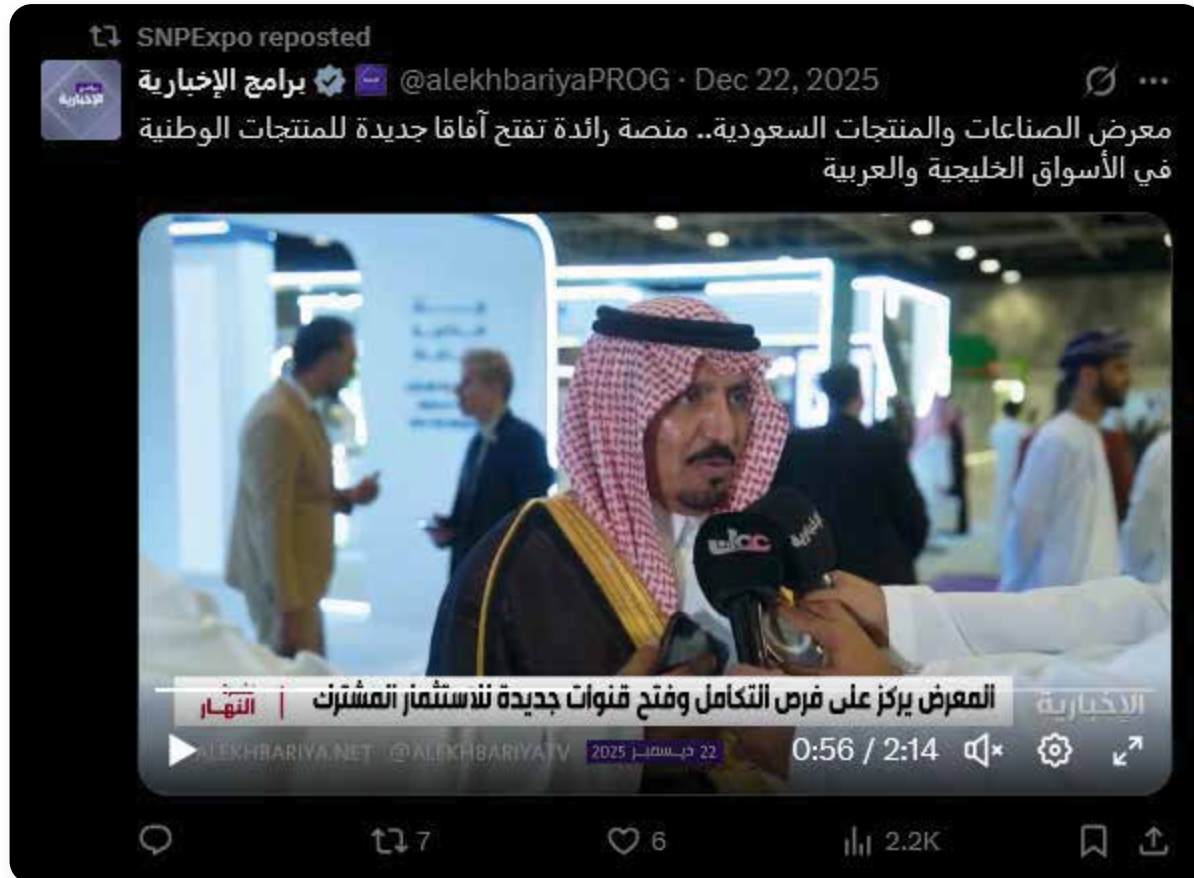 SNPExpo reposted
برامج الإخبارية @alekhbariyaPROG · Dec 22, 2025
معرض الصناعات والمنتجات السعودية.. منصة رائدة تفتح آفاقا جديدة للمنتجات الوطنية
في الأسواق الخليجية والعربية
عمان
الإخبارية
المعرض يركز على فرص التكامل وفتح قنوات جديدة للاستثمار المشترك
نشرة
النهار
الإخبارية
ALEKHBARIYA.NET @ALEKHBARIYATV
22 ديسمبر 2025
0:56 / 2:14
7
6
2.2K